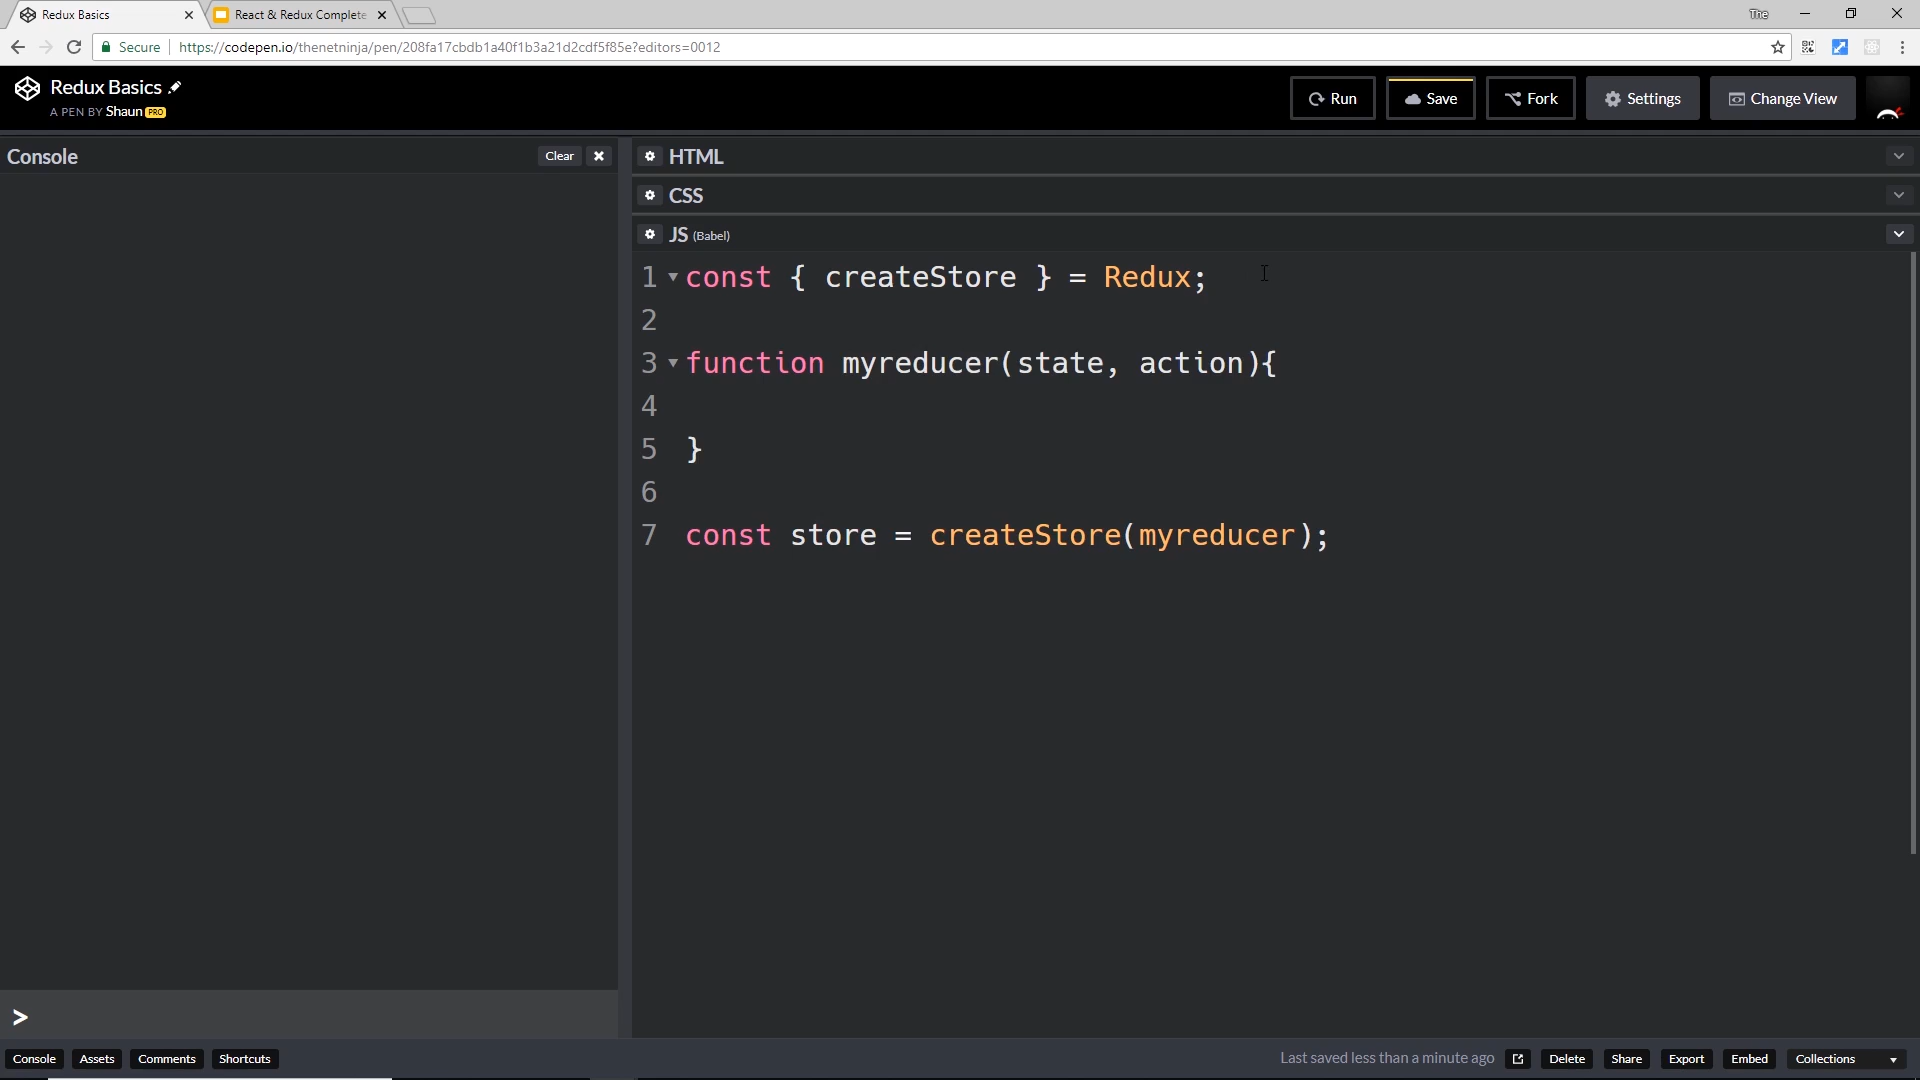 Redux Basics
React & Redux Complete
The
Secure
https://codepen.io/thenetninja/pen/208fa17cbdb1a40f1b3a21d2cdf5f85e?editors=0012
Redux Basics
A PEN BY Shaun PRO
Run
Save
Fork
Settings
Change View
Console
Clear
HTML
CSS
JS (Babel)
1 const { createStore } = Redux;
2
3 function myreducer(state, action){
4
5 }
6
7 const store = createStore(myreducer);
>
Console
Assets
Comments
Shortcuts
Last saved less than a minute ago
Delete
Share
Export
Embed
Collections